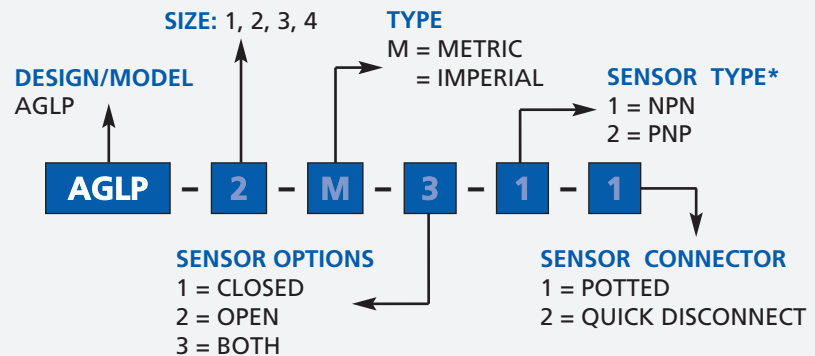 SIZE: 1, 2, 3, 4
TYPE
M = METRIC
= IMPERIAL
DESIGN/MODEL
AGLP
SENSOR TYPE*
1 = NPN
2 = PNP
AGLP - 2 - M - 3 - 1 - 1
SENSOR OPTIONS
1 = CLOSED
2 = OPEN
3 = BOTH
SENSOR CONNECTOR
1 = POTTED
2 = QUICK DISCONNECT